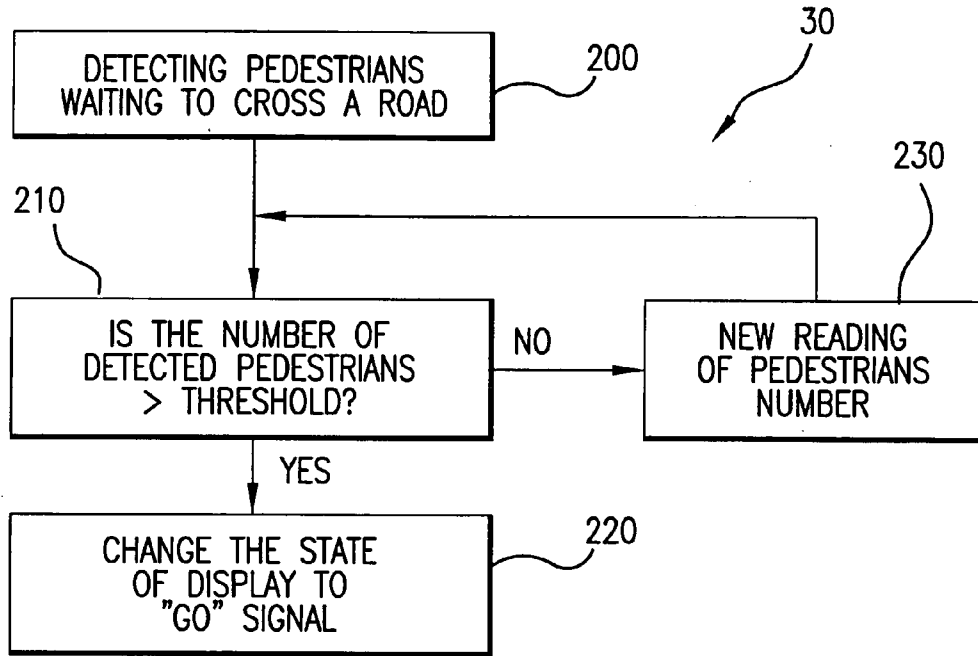 30
DETECTING PEDESTRIANS
WAITING TO CROSS A ROAD
200
230
210
IS THE NUMBER OF
DETECTED PEDESTRIANS
> THRESHOLD?
NO
NEW READING
OF PEDESTRIANS
NUMBER
YES
CHANGE THE STATE
OF DISPLAY TO
"GO" SIGNAL
220